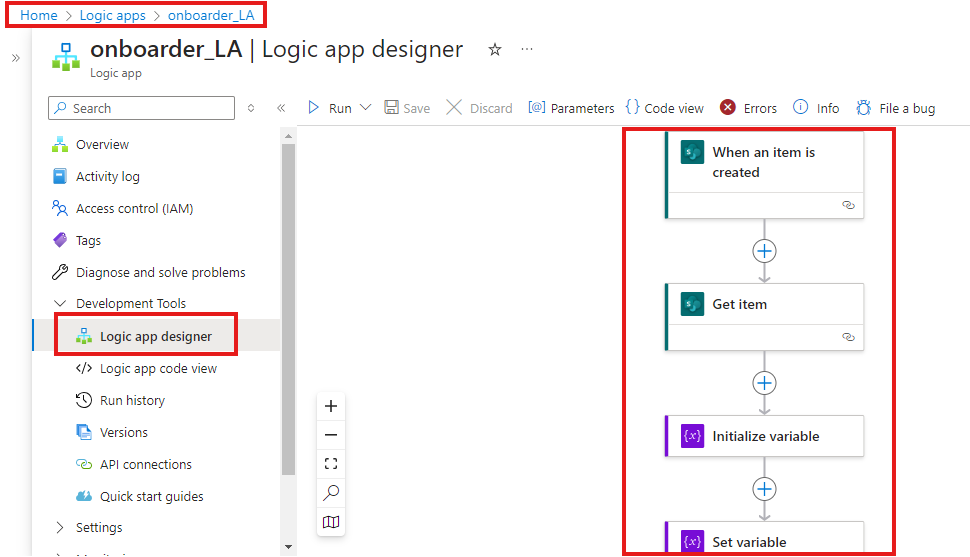 Home > Logic apps > onboarder_LA
»
onboarder_LA | Logic app designer ☆ ···
Logic app
Search
«
Run
Save
Discard
Parameters
Code view
Errors
Info
File a bug
Overview
Activity log
Access control (IAM)
Tags
Diagnose and solve problems
Development Tools
Logic app designer
Logic app code view
Run history
Versions
API connections
Quick start guides
Settings
When an item is
created
Get item
{x} Initialize variable
{x} Set variable